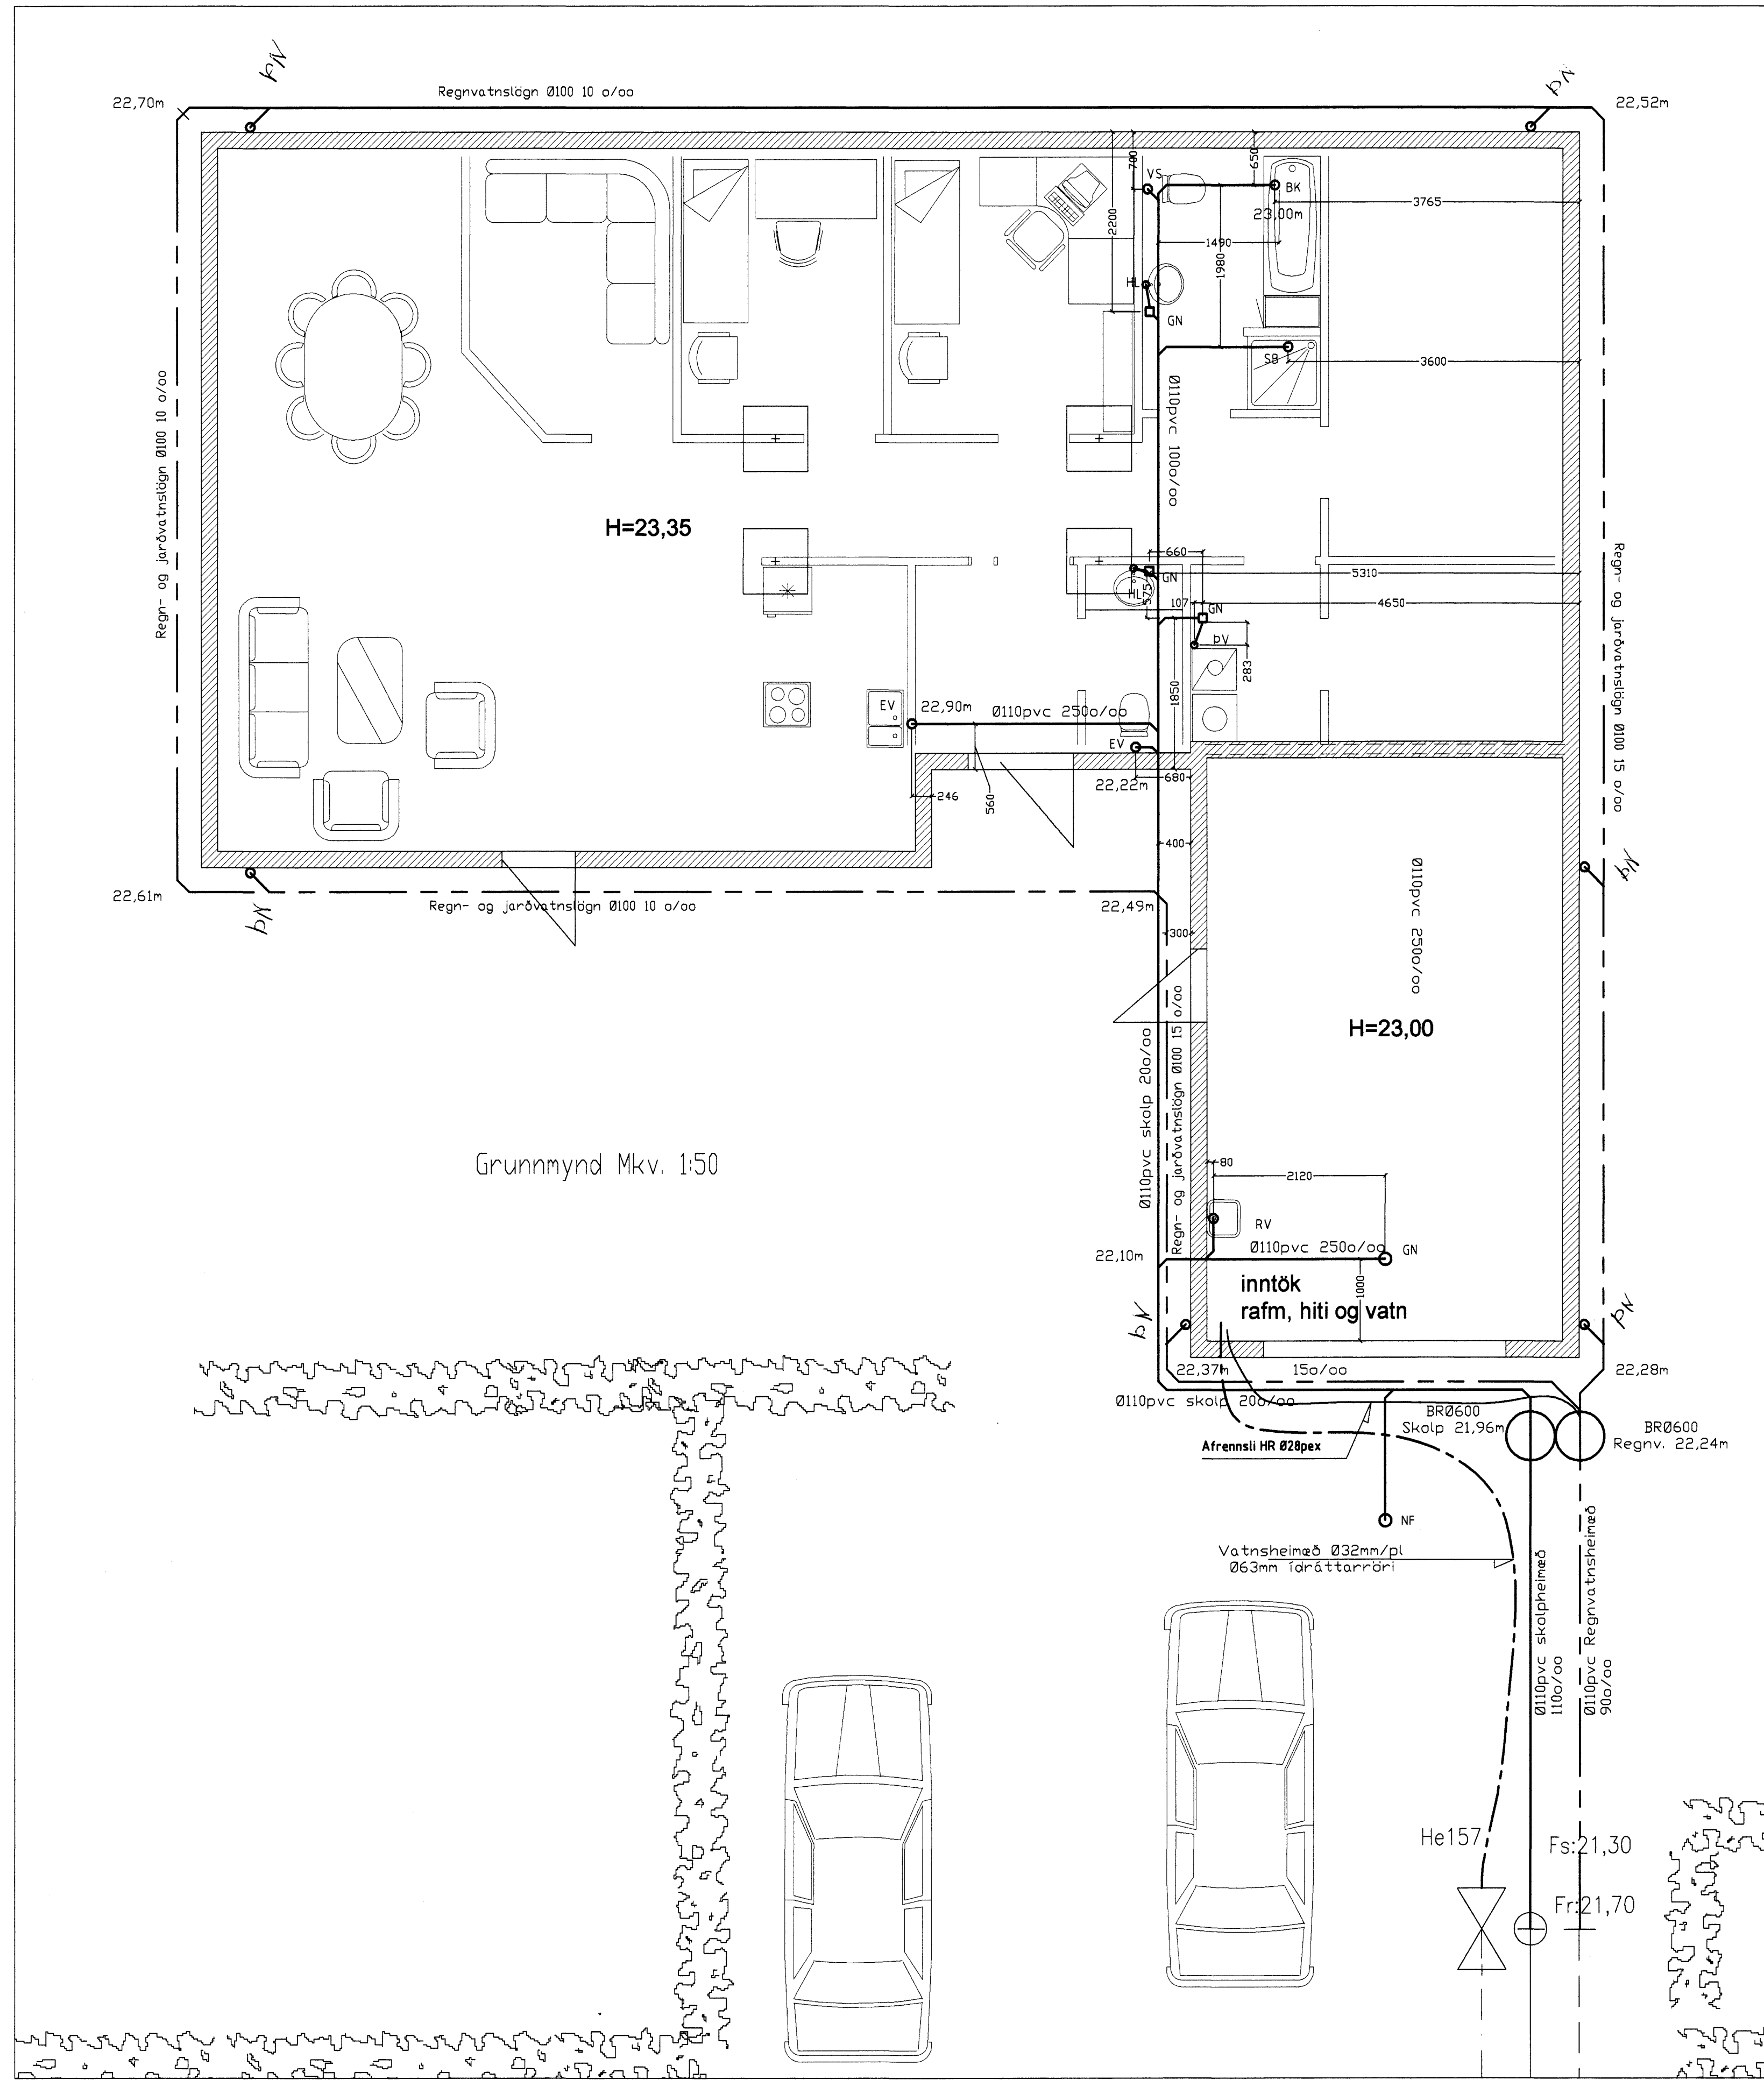 ÞN
ÞN
Regnvatnslögn Ø100 10 o/oo
22,70m
22,52m
700
650
VS
BK
23,00m
3765
2200
1490
1980
HL
GN
SB
3600
Regn- og jarðvatnslögn Ø100 10 o/oo
Ø110pvc 100o/oo
H=23,35
660
GN
5310
575
HL
107
4650
GN
ÞV
283
Regn- og jarðvatnslögn Ø100 15 o/oo
1850
EV
22,90m
Ø110pvc 250o/oo
EV
680
22,22m
246
560
400
ÞN
22,61m
Regn- og jarðvatnslögn Ø100 10 o/oo
22,49m
ÞN
300
Ø110pvc 250o/oo
H=23,00
Ø110pvc skolp 20o/oo
Regn- og jarðvatnslögn Ø100 15 o/oo
Grunnmynd Mkv. 1:50
80
2120
RV
22,10m
Ø110pvc 250o/oo
GN
1000
inntök
rafm, hiti og vatn
ÞN
ÞN
22,37m
15o/oo
22,28m
Ø110pvc skolp 20o/oo
BRØ600
Skolp 21,96m
BRØ600
Regnv. 22,24m
Afrennsli HR Ø28pex
NF
Vatnsheimæð Ø32mm/pl
Ø63mm ídráttarröri
Ø110pvc skolpheimæð
110o/oo
Ø110pvc Regnvatnsheimæð
90o/oo
He157
Fs:21,30
Fr:21,70